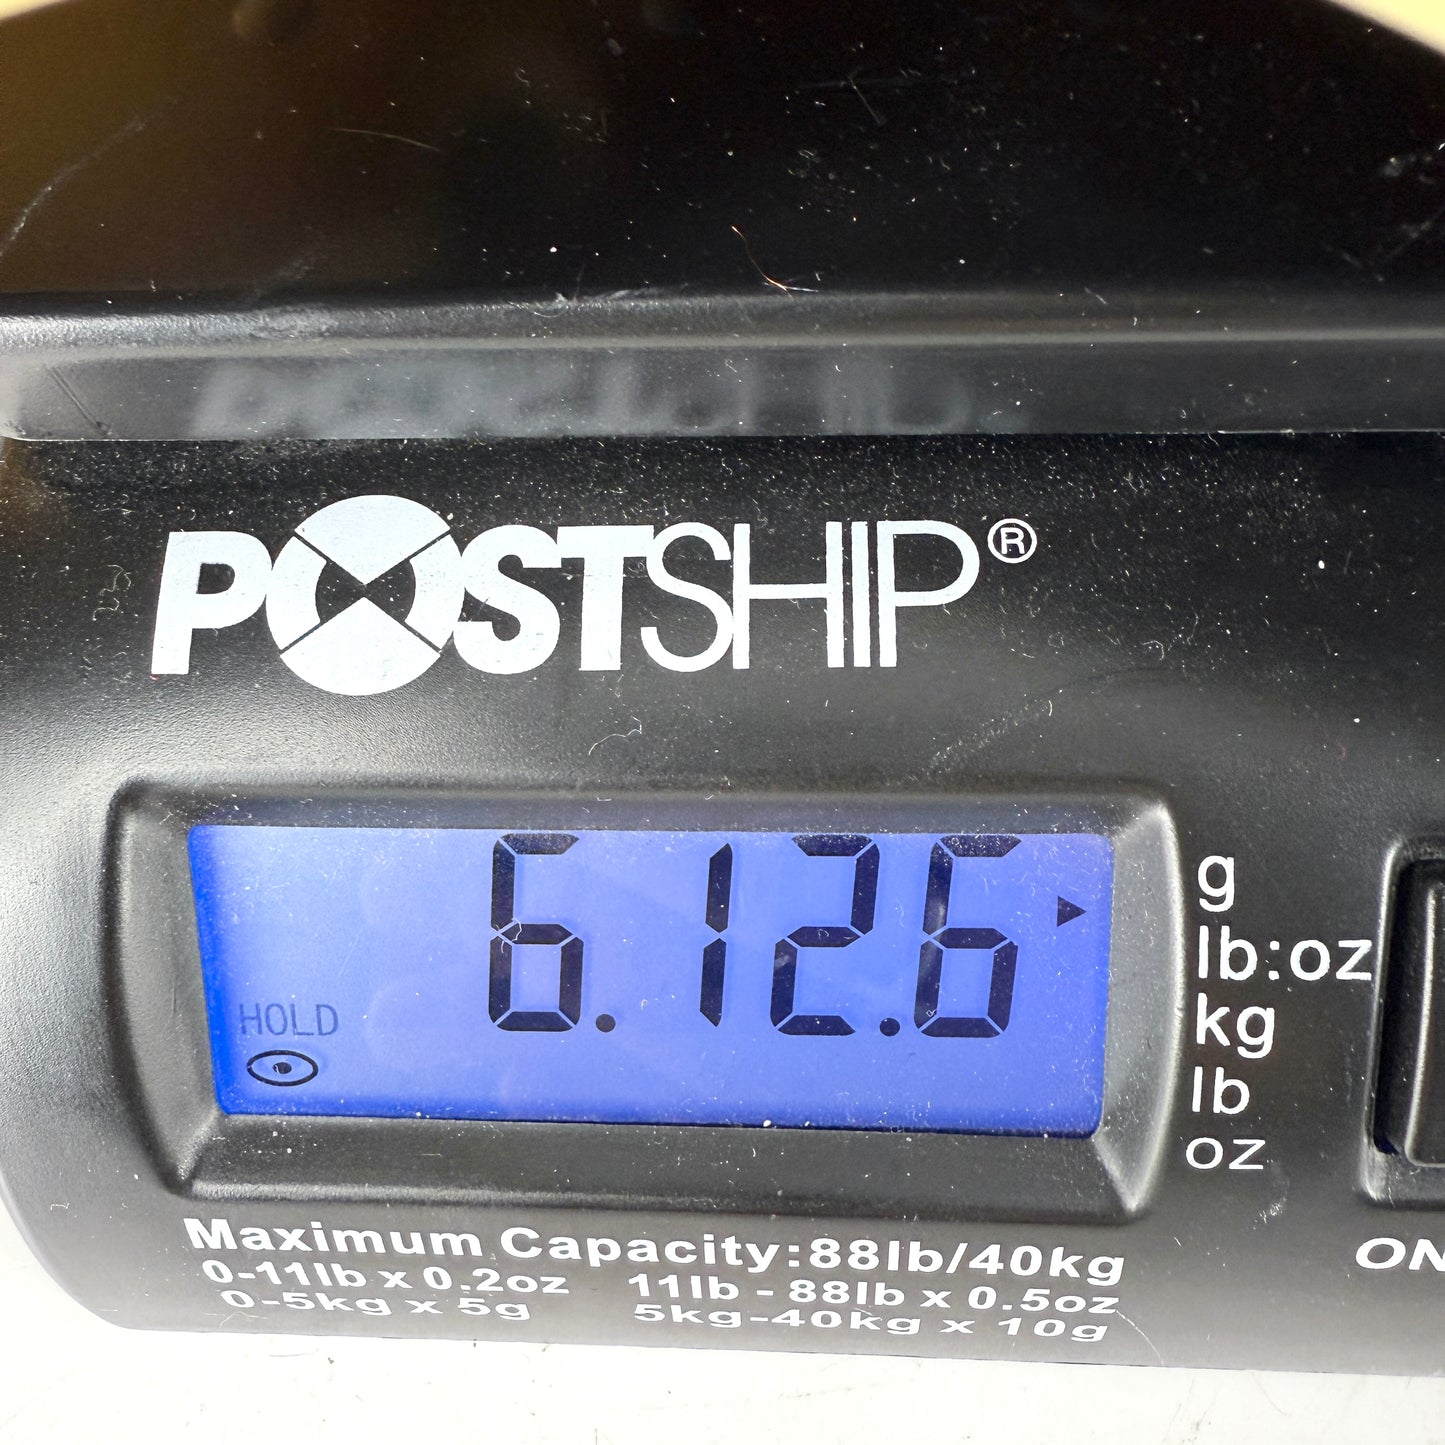 POSTSHIP®
6.12.6
HOLD
g
lb:oz
kg
lb
oz
Maximum Capacity:88lb/40kg
0-11lb x 0.2oz 11lb - 88lb x 0.5oz
0-5kg x 5g 5kg-40kg x 10g
ON